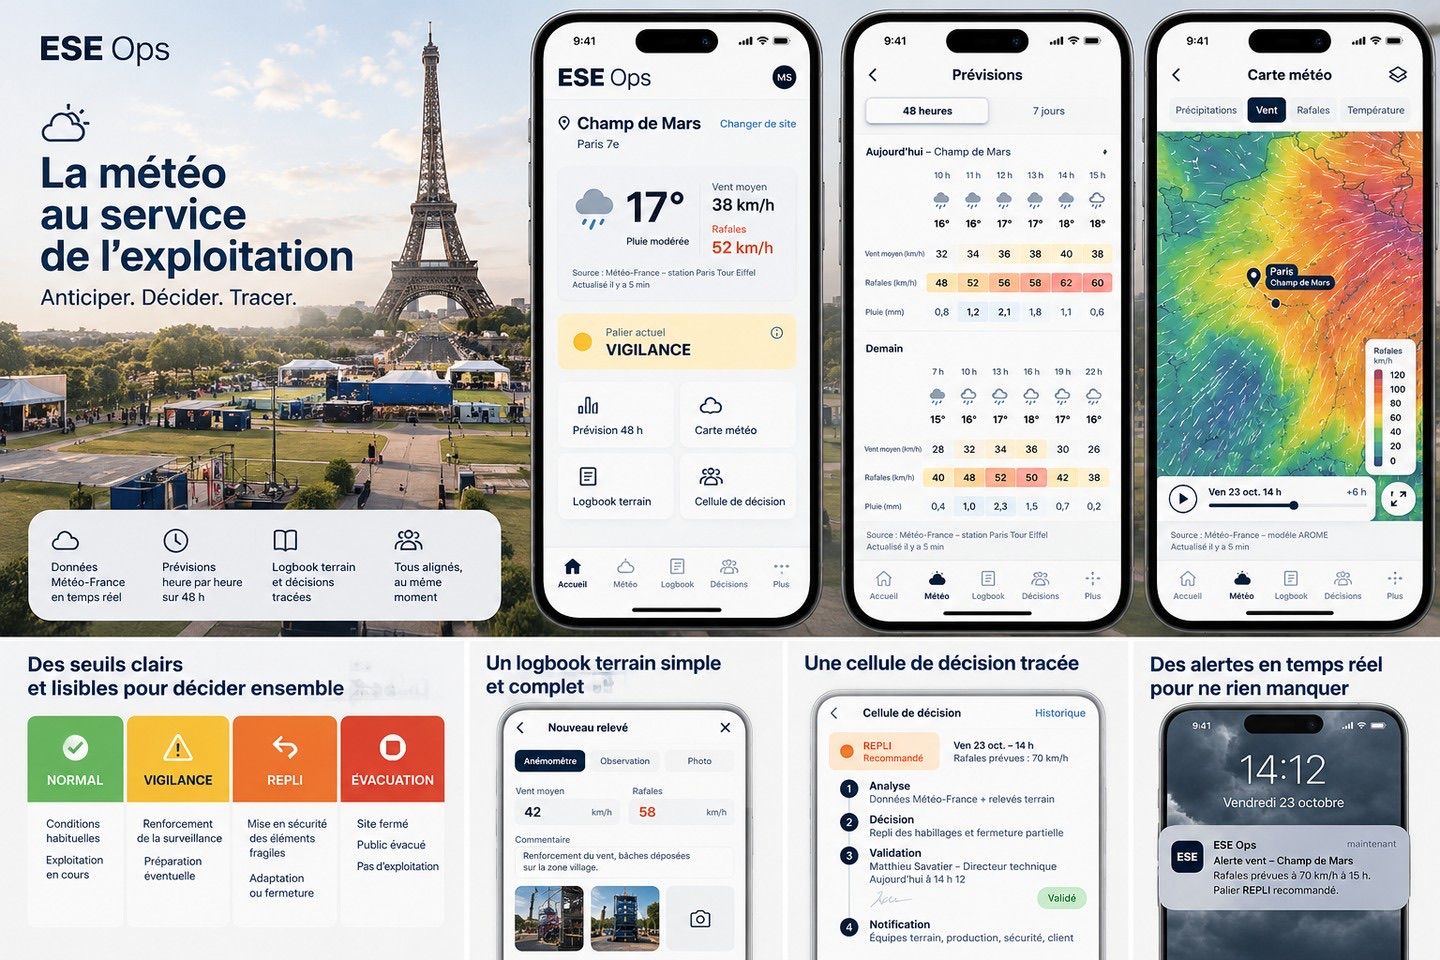 ESE Ops
La météo
au service
de l'exploitation
Anticiper. Décider. Tracer.
Données
Météo-France
en temps réel
Prévisions
heure par heure
sur 48 h
Logbook terrain
et décisions
tracées
Tous alignés,
au même
moment
9:41
ESE Ops
MS
Champ de Mars
Changer de site
Paris 7e
17°
Pluie modérée
Vent moyen
38 km/h
Rafales
52 km/h
Source : Météo-France – station Paris Tour Eiffel
Actualisé il y a 5 min
Palier actuel
VIGILANCE
Prévision 48 h
Carte météo
Logbook terrain
Cellule de décision
Accueil Météo Logbook Décisions Plus
9:41
Prévisions
48 heures 7 jours
Aujourd'hui – Champ de Mars
10 h 11 h 12 h 13 h 14 h 15 h
16° 16° 17° 17° 18° 18°
Vent moyen (km/h) 32 34 36 38 40 38
Rafales (km/h) 48 52 56 58 62 60
Pluie (mm) 0,8 1,2 2,1 1,8 1,1 0,6
Demain
7 h 10 h 13 h 16 h 19 h 22 h
15° 16° 17° 18° 17° 16°
Vent moyen (km/h) 28 32 34 36 30 26
Rafales (km/h) 40 48 52 50 42 38
Pluie (mm) 0,4 1,0 2,3 1,5 0,7 0,2
Source : Météo-France – station Paris Tour Eiffel
Actualisé il y a 5 min
Accueil Météo Logbook Décisions Plus
9:41
Carte météo
Précipitations Vent Rafales Température
Paris
Champ de Mars
Rafales
km/h
120
100
80
60
40
20
0
Ven 23 oct. 14 h +6 h
Source : Météo-France – modèle AROME
Actualisé il y a 5 min
Accueil Météo Logbook Décisions Plus
Des seuils clairs
et lisibles pour décider ensemble
NORMAL
Conditions
habituelles
Exploitation
en cours
VIGILANCE
Renforcement
de la surveillance
Préparation
éventuelle
REPLI
Mise en sécurité
des éléments
fragiles
Adaptation
ou fermeture
ÉVACUATION
Site fermé
Public évacué
Pas d'exploitation
Un logbook terrain simple
et complet
Nouveau relevé
Anémomètre Observation Photo
Vent moyen
42 km/h
Rafales
58 km/h
Commentaire
Renforcement du vent, bâches déposées
sur la zone village.
Une cellule de décision tracée
Cellule de décision
Historique
REPLI
Recommandé
Ven 23 oct. – 14 h
Rafales prévues : 70 km/h
1 Analyse
Données Météo-France + relevés terrain
2 Décision
Repli des habillages et fermeture partielle
3 Validation
Matthieu Savatier – Directeur technique
Aujourd'hui à 14 h 12
Validé
4 Notification
Équipes terrain, production, sécurité, client
Des alertes en temps réel
pour ne rien manquer
9:41
14:12
Vendredi 23 octobre
ESE
ESE Ops
maintenant
Alerte vent – Champ de Mars
Rafales prévues à 70 km/h à 15 h.
Palier REPLI recommandé.